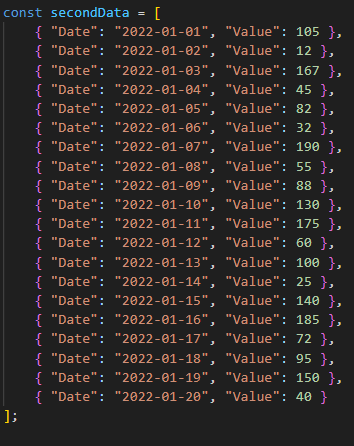 const secondData = [
    { "Date": "2022-01-01", "Value": 105 },
    { "Date": "2022-01-02", "Value": 12 },
    { "Date": "2022-01-03", "Value": 167 },
    { "Date": "2022-01-04", "Value": 45 },
    { "Date": "2022-01-05", "Value": 82 },
    { "Date": "2022-01-06", "Value": 32 },
    { "Date": "2022-01-07", "Value": 190 },
    { "Date": "2022-01-08", "Value": 55 },
    { "Date": "2022-01-09", "Value": 88 },
    { "Date": "2022-01-10", "Value": 130 },
    { "Date": "2022-01-11", "Value": 175 },
    { "Date": "2022-01-12", "Value": 60 },
    { "Date": "2022-01-13", "Value": 100 },
    { "Date": "2022-01-14", "Value": 25 },
    { "Date": "2022-01-15", "Value": 140 },
    { "Date": "2022-01-16", "Value": 185 },
    { "Date": "2022-01-17", "Value": 72 },
    { "Date": "2022-01-18", "Value": 95 },
    { "Date": "2022-01-19", "Value": 150 },
    { "Date": "2022-01-20", "Value": 40 }
];